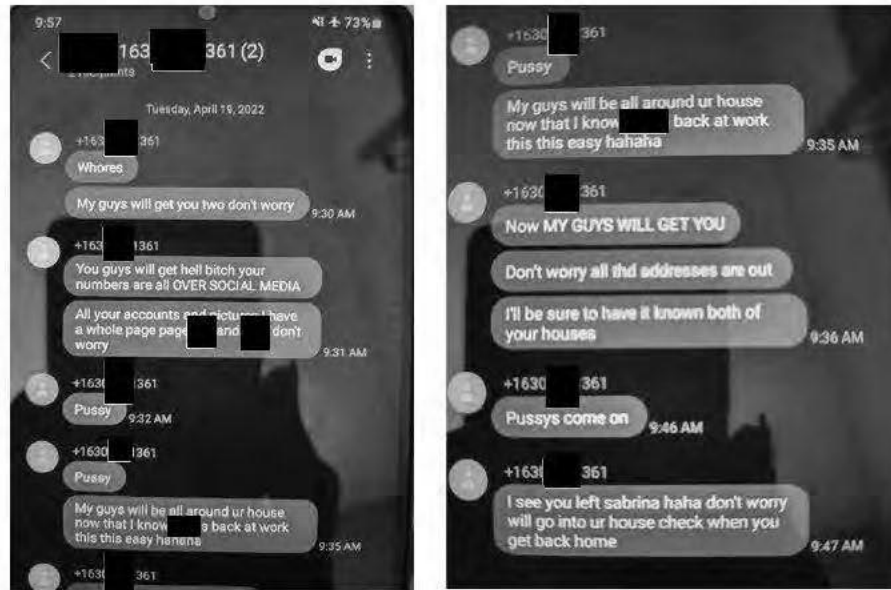 9:57
73%
163 361 (2)
Tuesday, April 19, 2022
+163 361
Whores
My guys will get you two don't worry
9:30 AM
+163 1361
You guys will get hell bitch your
numbers are all OVER SOCIAL MEDIA
All your accounts and pictures I have
a whole page page and don't
worry
9:31 AM
+1630 1361
Pussy
9:32 AM
+1630 1361
Pussy
My guys will be all around ur house
now that I know s back at work
this this easy hahaha
9:35 AM
+163 361
+1630 361
Pussy
My guys will be all around ur house
now that I know back at work
this this easy hahaha
9:35 AM
+1630 361
Now MY GUYS WILL GET YOU
Don't worry all thd addresses are out
I'll be sure to have it known both of
your houses
9:36 AM
+1630 361
Pussys come on
9:46 AM
+163 361
I see you left sabrina haha don't worry
will go into ur house check when you
get back home
9:47 AM